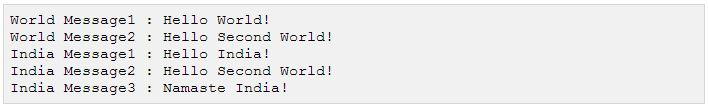 World Message1 : Hello World!
World Message2 : Hello Second World!
India Message1 : Hello India!
India Message2 : Hello Second World!
India Message3 : Namaste India!